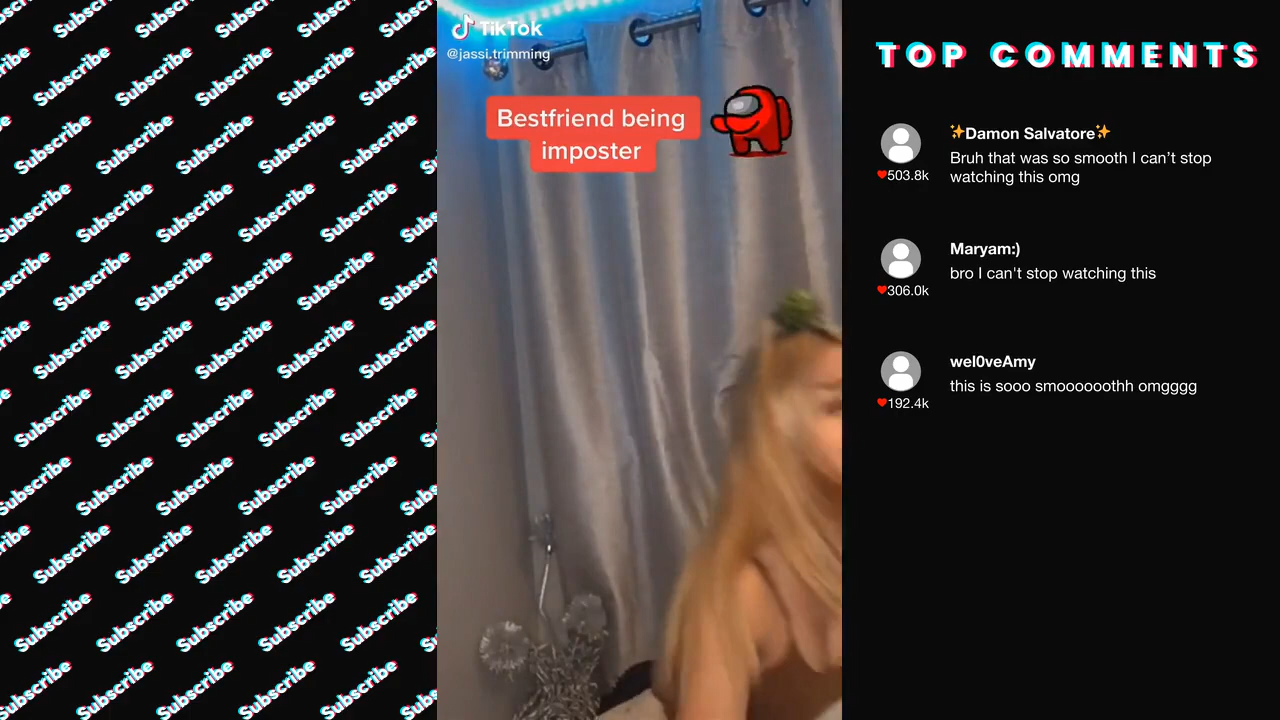 Subscribe
TikTok
@jassi.trimming
Bestfriend being
imposter
TOP COMMENTS
✨Damon Salvatore✨
Bruh that was so smooth I can’t stop
watching this omg
503.8k
Maryam:)
bro I can't stop watching this
306.0k
wel0veAmy
this is sooo smoooooothh omgggg
192.4k